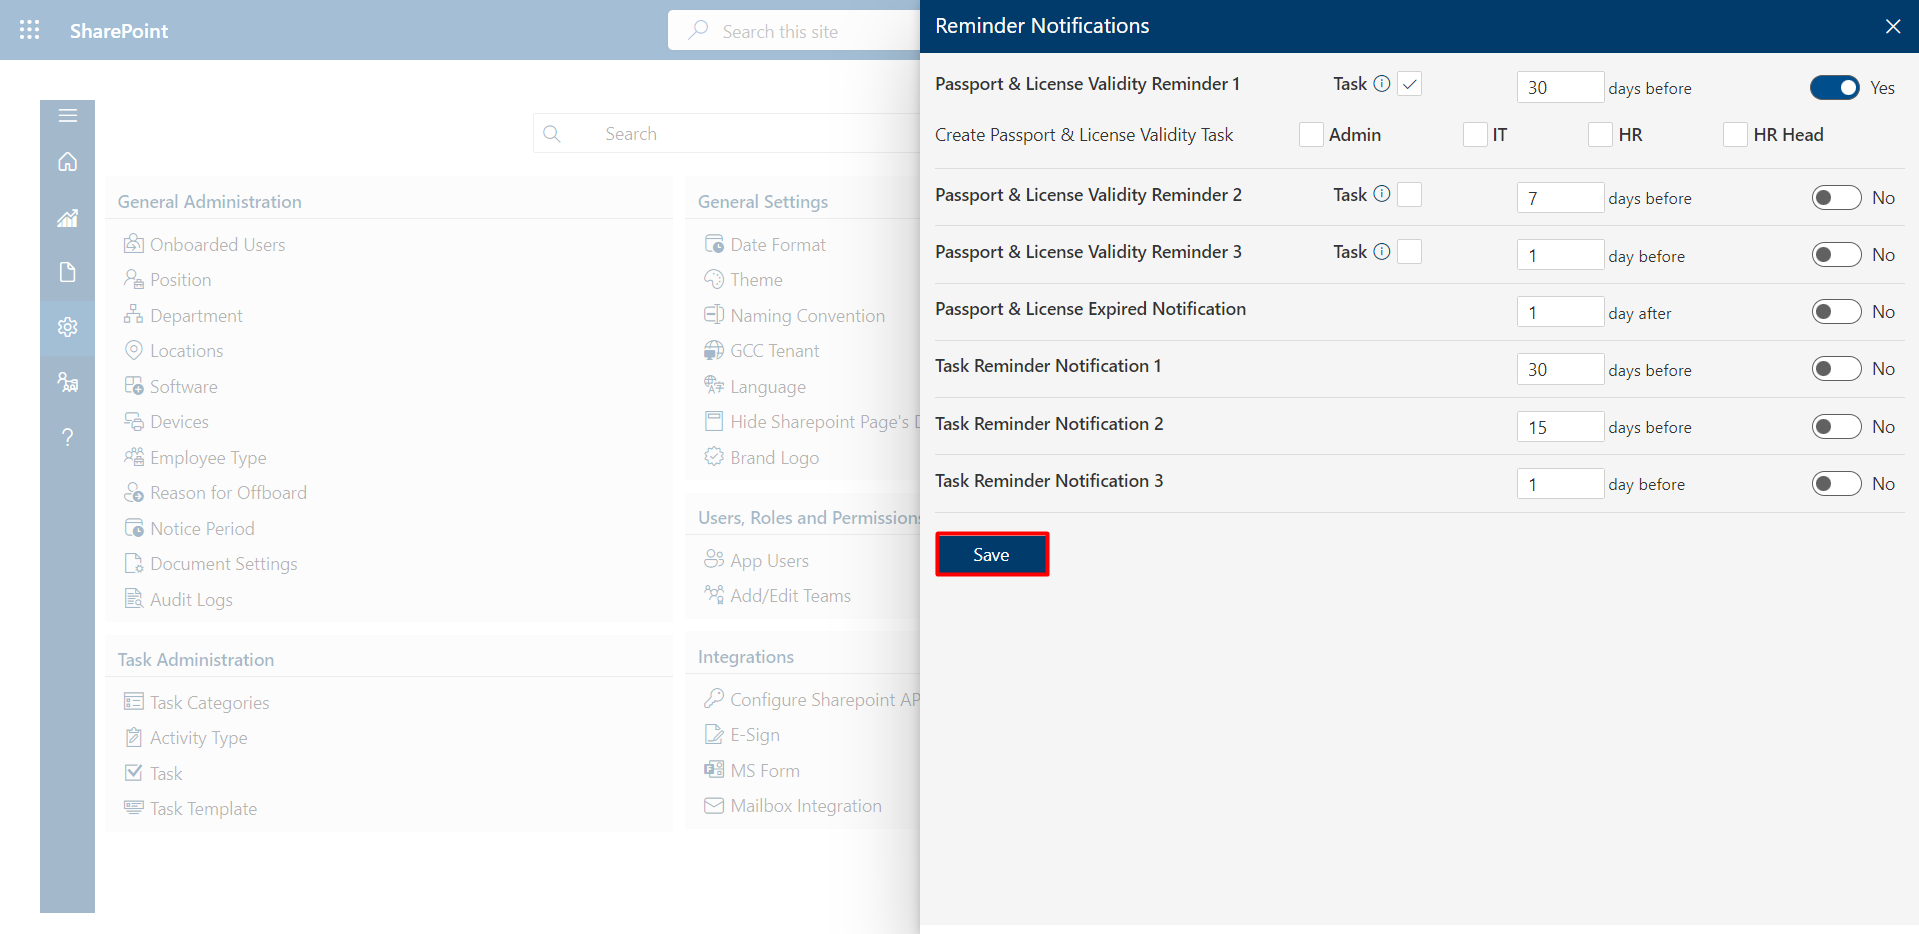 SharePoint
Search this site
Search
General Administration
Onboarded Users
Position
Department
Locations
Software
Devices
Employee Type
Reason for Offboard
Notice Period
Document Settings
Audit Logs
Task Administration
Task Categories
Activity Type
Task
Task Template
General Settings
Date Format
Theme
Naming Convention
GCC Tenant
Language
Hide Sharepoint Page's D
Brand Logo
Users, Roles and Permissions
App Users
Add/Edit Teams
Integrations
Configure Sharepoint AP
E-Sign
MS Form
Mailbox Integration
Reminder Notifications
Passport & License Validity Reminder 1 Task 30 days before Yes
Create Passport & License Validity Task Admin IT HR HR Head
Passport & License Validity Reminder 2 Task 7 days before No
Passport & License Validity Reminder 3 Task 1 day before No
Passport & License Expired Notification 1 day after No
Task Reminder Notification 1 30 days before No
Task Reminder Notification 2 15 days before No
Task Reminder Notification 3 1 day before No
Save